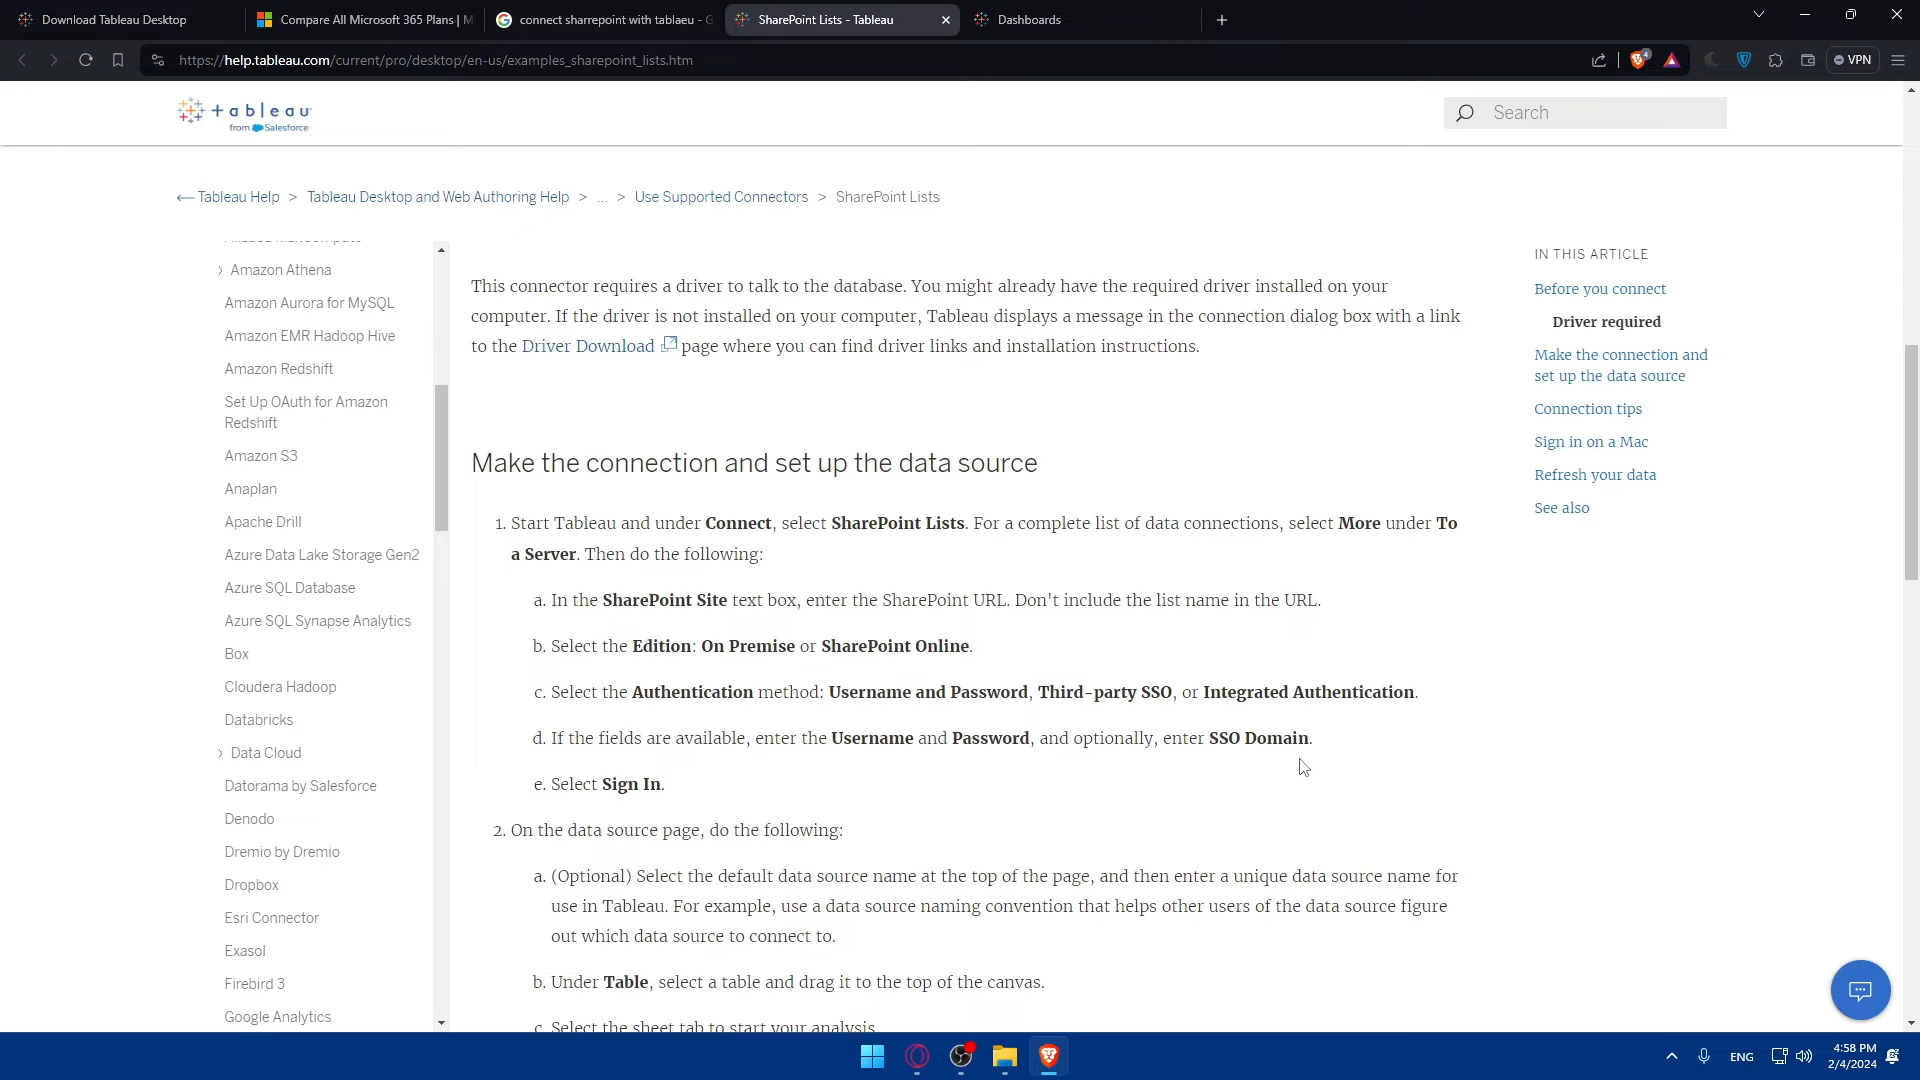 Download Tableau Desktop
Compare All Microsoft 365 Plans | M
connect sharrepoint with tablaeu - G
SharePoint Lists - Tableau
Dashboards
https://help.tableau.com/current/pro/desktop/en-us/examples_sharepoint_lists.htm
4
VPN
+ a b | e a u
from Salesforce
Search
Tableau Help > Tableau Desktop and Web Authoring Help > ... > Use Supported Connectors > SharePoint Lists
Amazon Athena
Amazon Aurora for MySQL
Amazon EMR Hadoop Hive
Amazon Redshift
Set Up OAuth for Amazon
Redshift
Amazon S3
Anaplan
Apache Drill
Azure Data Lake Storage Gen2
Azure SQL Database
Azure SQL Synapse Analytics
Box
Cloudera Hadoop
Databricks
Data Cloud
Datorama by Salesforce
Denodo
Dremio by Dremio
Dropbox
Esri Connector
Exasol
Firebird 3
Google Analytics
This connector requires a driver to talk to the database. You might already have the required driver installed on your
computer. If the driver is not installed on your computer, Tableau displays a message in the connection dialog box with a link
to the Driver Download page where you can find driver links and installation instructions.
Make the connection and set up the data source
1. Start Tableau and under Connect, select SharePoint Lists. For a complete list of data connections, select More under To
a Server. Then do the following:
a. In the SharePoint Site text box, enter the SharePoint URL. Don't include the list name in the URL.
b. Select the Edition: On Premise or SharePoint Online.
c. Select the Authentication method: Username and Password, Third-party SSO, or Integrated Authentication.
d. If the fields are available, enter the Username and Password, and optionally, enter SSO Domain.
e. Select Sign In.
2. On the data source page, do the following:
a. (Optional) Select the default data source name at the top of the page, and then enter a unique data source name for
use in Tableau. For example, use a data source naming convention that helps other users of the data source figure
out which data source to connect to.
b. Under Table, select a table and drag it to the top of the canvas.
c. Select the sheet tab to start your analysis.
IN THIS ARTICLE
Before you connect
Driver required
Make the connection and
set up the data source
Connection tips
Sign in on a Mac
Refresh your data
See also
ENG
4:58 PM
2/4/2024